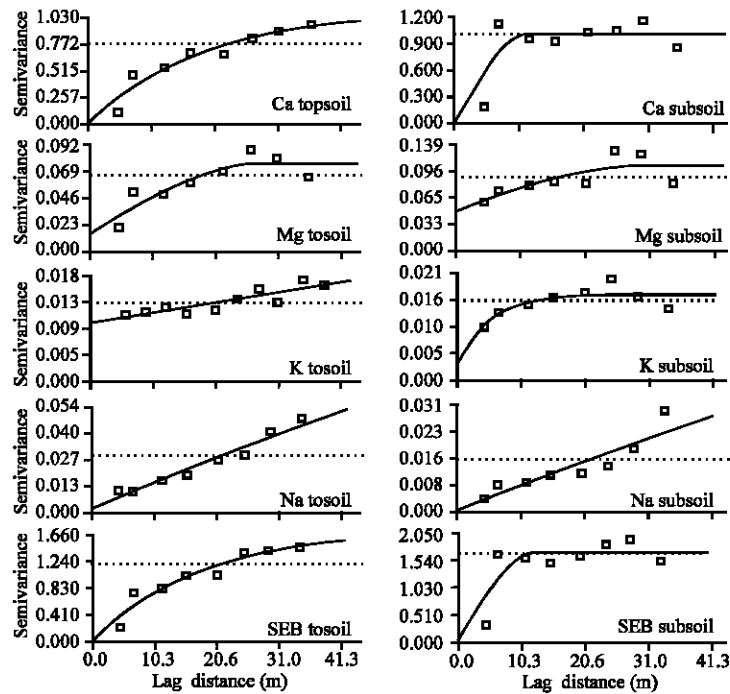 Semivariance
1.030
0.772
0.515
0.257
0.000
Ca topsoil
1.200
0.900
0.600
0.300
0.000
Ca subsoil
Semivariance
0.092
0.069
0.046
0.023
0.000
Mg tosoil
0.139
0.096
0.065
0.033
0.000
Mg subsoil
Semivariance
0.018
0.013
0.009
0.005
0.000
K tosoil
0.021
0.016
0.010
0.005
0.000
K subsoil
Semivariance
0.054
0.040
0.027
0.013
0.000
Na tosoil
0.031
0.016
0.008
0.000
Na subsoil
Semivariance
1.660
1.240
0.830
0.410
0.000
SEB tosoil
2.050
1.540
1.030
0.510
0.000
SEB subsoil
0.0 10.3 20.6 31.0 41.3
Lag distance (m)
0.0 10.3 20.6 31.0 41.3
Lag distance (m)